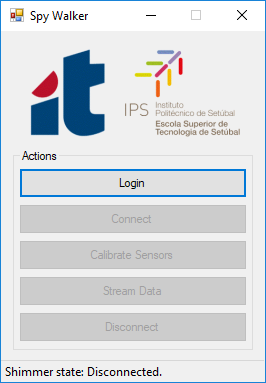 Spy Walker
it
IPS Instituto
Politécnico de Setúbal
Escola Superior de
Tecnologia de Setúbal
Actions
Login
Connect
Calibrate Sensors
Stream Data
Disconnect
Shimmer state: Disconnected.